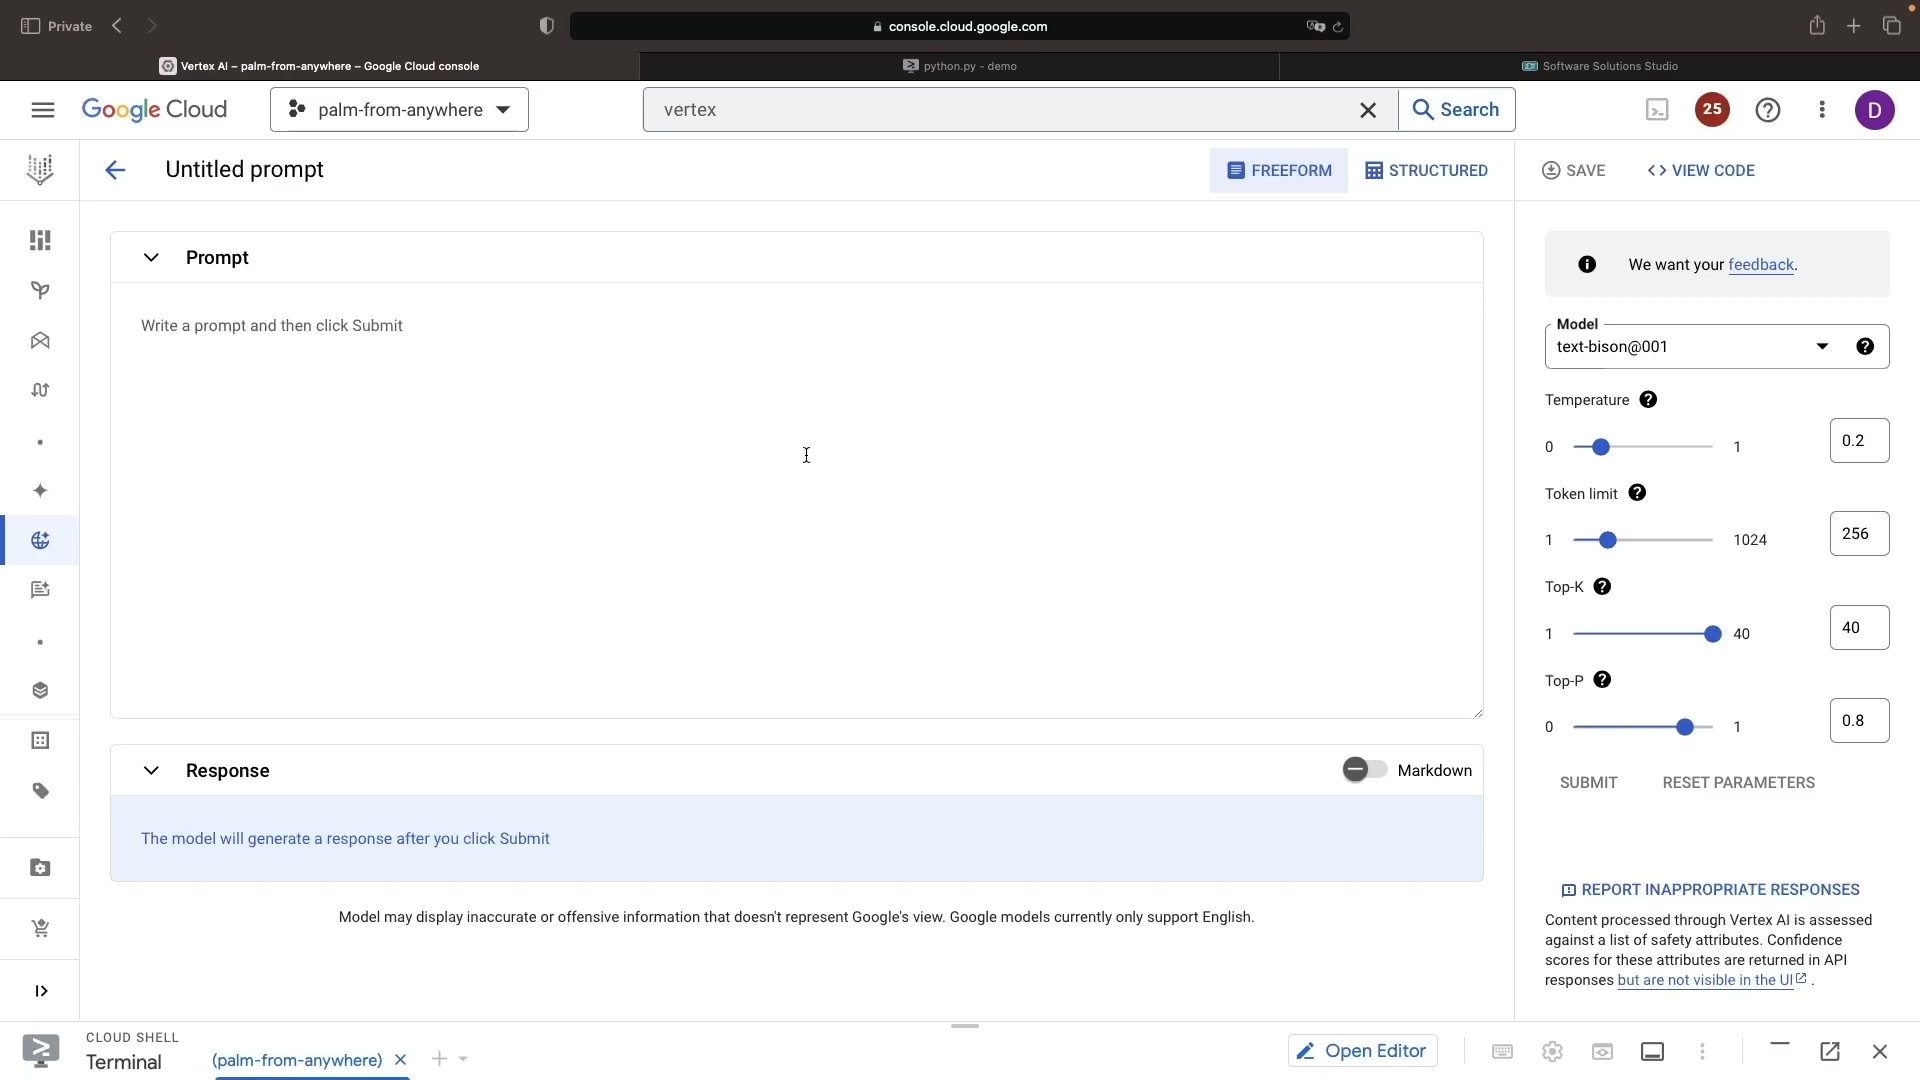 Private
console.cloud.google.com
Vertex AI – palm-from-anywhere – Google Cloud console
python.py - demo
Software Solutions Studio
Google Cloud
palm-from-anywhere
vertex
Search
25
D
Untitled prompt
FREEFORM
STRUCTURED
SAVE
<> VIEW CODE
Prompt
Write a prompt and then click Submit
We want your feedback.
Model
text-bison@001
Temperature
0
1
0.2
Token limit
1
1024
256
Top-K
1
40
40
Top-P
0
1
0.8
SUBMIT
RESET PARAMETERS
Response
Markdown
The model will generate a response after you click Submit
Model may display inaccurate or offensive information that doesn't represent Google's view. Google models currently only support English.
REPORT INAPPROPRIATE RESPONSES
Content processed through Vertex AI is assessed
against a list of safety attributes. Confidence
scores for these attributes are returned in API
responses but are not visible in the UI .
CLOUD SHELL
Terminal
(palm-from-anywhere)
Open Editor